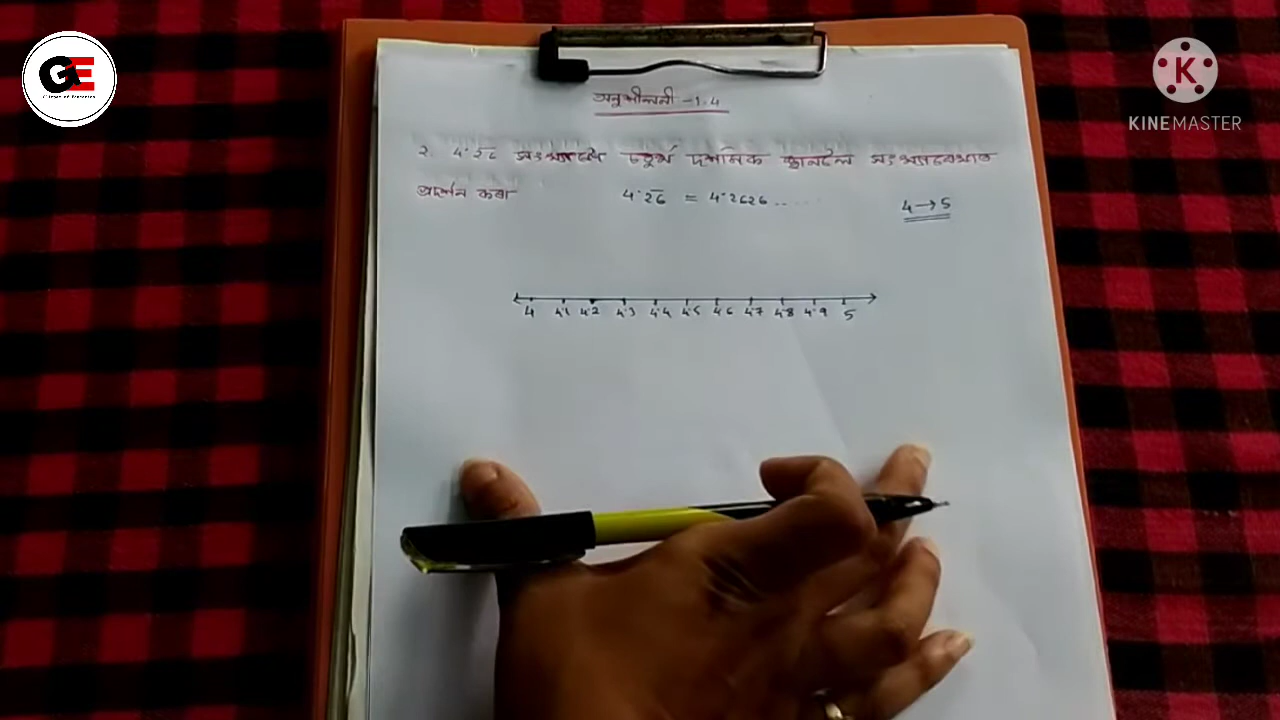 GE
KINEMASTER
অনুশীলনী - 1.4
২. 4.2̅6̅ সংখ্যাটোৰ চতুৰ্থ দশমিক স্থানলৈ সংখ্যাৰেখাত
প্ৰদৰ্শন কৰা
4.2̅6̅ = 4.2626.....
4 → 5
4 4.1 4.2 4.3 4.4 4.5 4.6 4.7 4.8 4.9 5